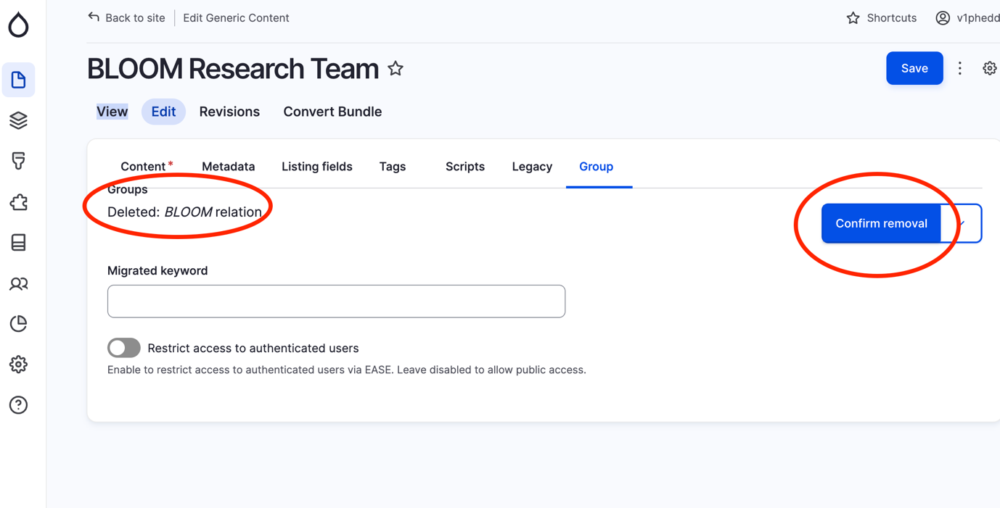 Back to site Edit Generic Content Shortcuts v1phedd
BLOOM Research Team Save
View Edit Revisions Convert Bundle
Content* Metadata Listing fields Tags Scripts Legacy Group
Groups
Deleted: BLOOM relation
Confirm removal
Migrated keyword
Restrict access to authenticated users
Enable to restrict access to authenticated users via EASE. Leave disabled to allow public access.